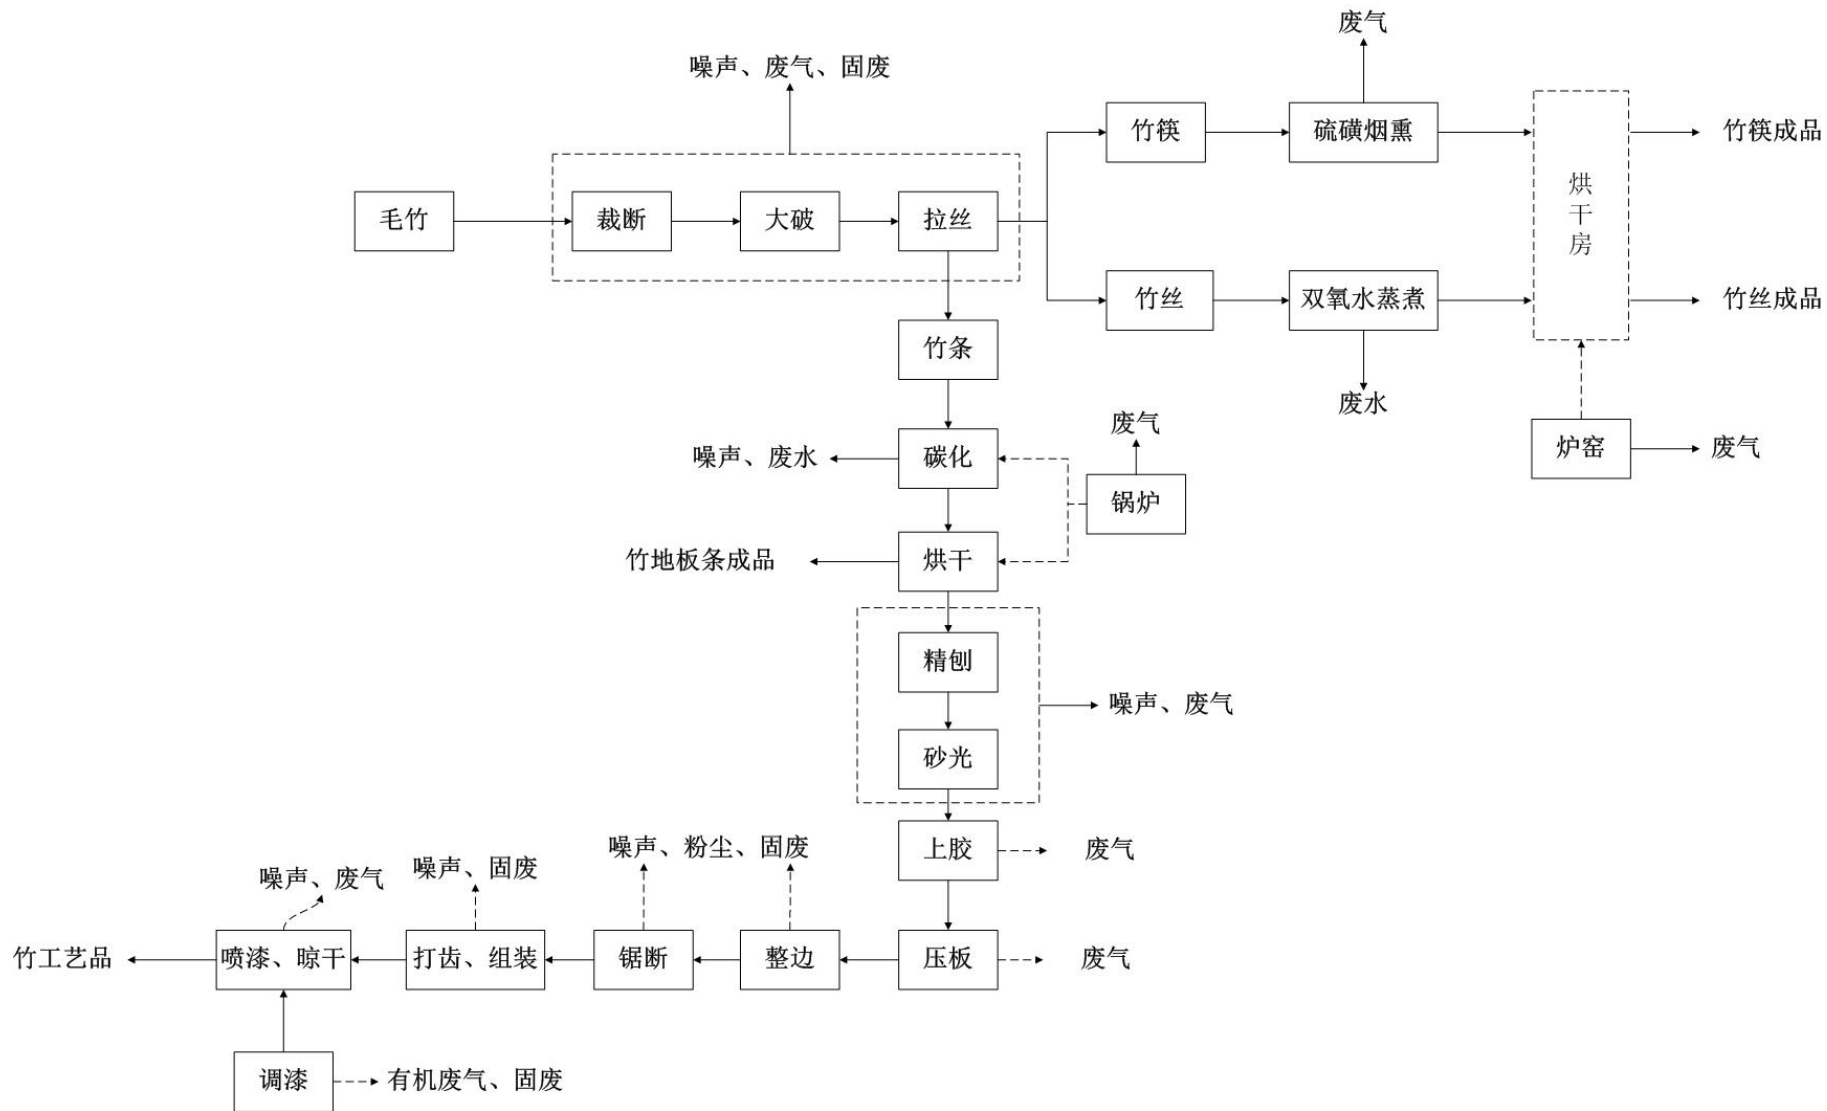 废气
噪声、废气、固废
竹筷
硫磺烟熏
竹筷成品
毛竹
裁断
大破
拉丝
烘干房
竹丝
双氧水蒸煮
竹丝成品
竹条
废水
废气
炉窑
废气
噪声、废水
碳化
锅炉
竹地板条成品
烘干
精刨
噪声、废气
砂光
上胶
废气
噪声、粉尘、固废
噪声、固废
噪声、废气
竹工艺品
喷漆、晾干
打齿、组装
锯断
整边
压板
废气
调漆
有机废气、固废